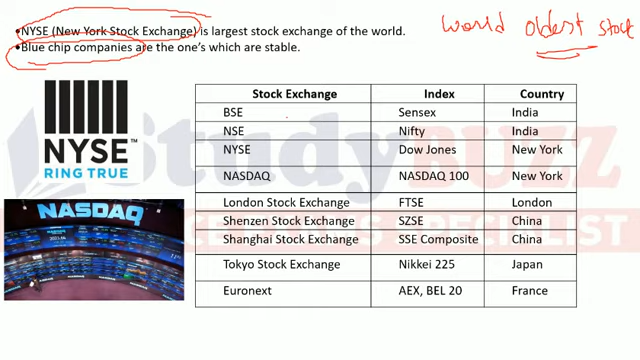 •NYSE (New York Stock Exchange) is largest stock exchange of the world.
•Blue chip companies are the one's which are stable.
world oldest stock
NYSE
RING TRUE
NASDAQ
StudyBUZZ
SPECIALIST
Stock Exchange Index Country
BSE Sensex India
NSE Nifty India
NYSE Dow Jones New York
NASDAQ NASDAQ 100 New York
London Stock Exchange FTSE London
Shenzen Stock Exchange SZSE China
Shanghai Stock Exchange SSE Composite China
Tokyo Stock Exchange Nikkei 225 Japan
Euronext AEX, BEL 20 France